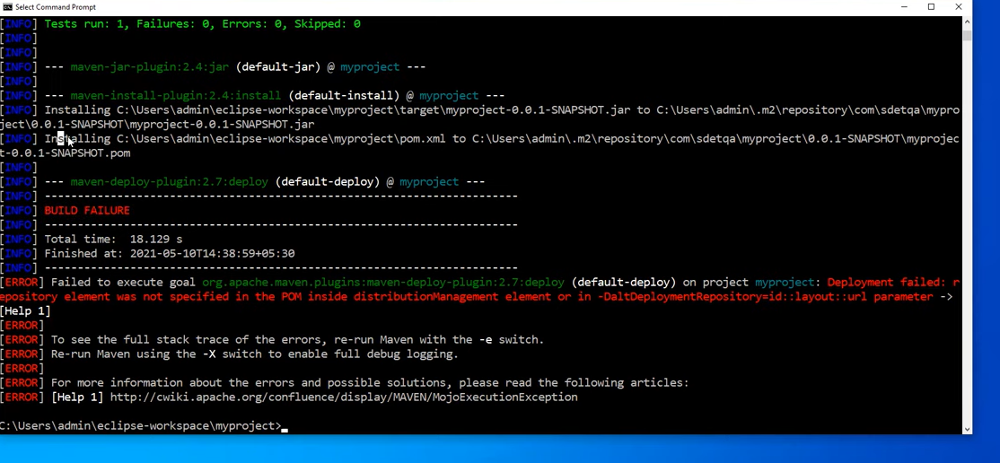 Select Command Prompt
[INFO] Tests run: 1, Failures: 0, Errors: 0, Skipped: 0
[INFO]
[INFO]
[INFO] --- maven-jar-plugin:2.4:jar (default-jar) @ myproject ---
[INFO]
[INFO] --- maven-install-plugin:2.4:install (default-install) @ myproject ---
[INFO] Installing C:\Users\admin\eclipse-workspace\myproject\target\myproject-0.0.1-SNAPSHOT.jar to C:\Users\admin\.m2\repository\com\sdetqa\mypro
ject\0.0.1-SNAPSHOT\myproject-0.0.1-SNAPSHOT.jar
[INFO] Installing C:\Users\admin\eclipse-workspace\myproject\pom.xml to C:\Users\admin\.m2\repository\com\sdetqa\myproject\0.0.1-SNAPSHOT\myprojec
t-0.0.1-SNAPSHOT.pom
[INFO]
[INFO] --- maven-deploy-plugin:2.7:deploy (default-deploy) @ myproject ---
[INFO] ------------------------------------------------------------------------
[INFO] BUILD FAILURE
[INFO] ------------------------------------------------------------------------
[INFO] Total time:  18.129 s
[INFO] Finished at: 2021-05-10T14:38:59+05:30
[INFO] ------------------------------------------------------------------------
[ERROR] Failed to execute goal org.apache.maven.plugins:maven-deploy-plugin:2.7:deploy (default-deploy) on project myproject: Deployment failed: r
epository element was not specified in the POM inside distributionManagement element or in -DaltDeploymentRepository=id::layout::url parameter ->
[Help 1]
[ERROR]
[ERROR] To see the full stack trace of the errors, re-run Maven with the -e switch.
[ERROR] Re-run Maven using the -X switch to enable full debug logging.
[ERROR]
[ERROR] For more information about the errors and possible solutions, please read the following articles:
[ERROR] [Help 1] http://cwiki.apache.org/confluence/display/MAVEN/MojoExecutionException
C:\Users\admin\eclipse-workspace\myproject>